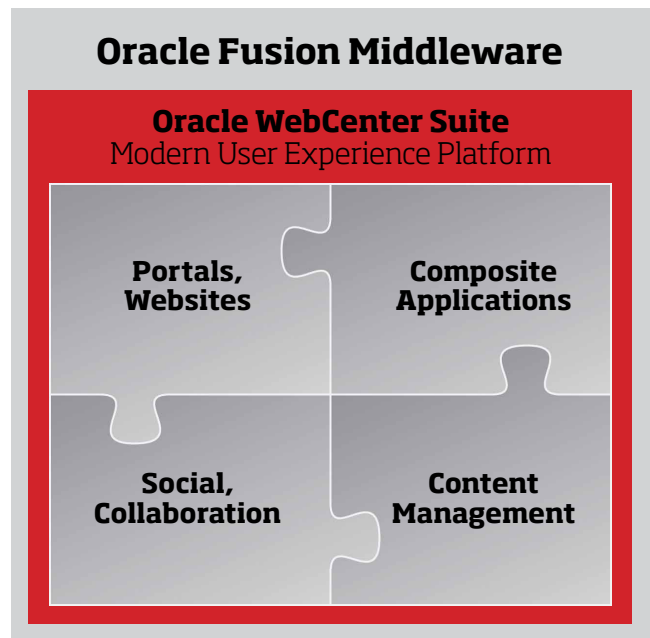 Oracle Fusion Middleware
Oracle WebCenter Suite
Modern User Experience Platform
Portals,
Websites
Composite
Applications
Social,
Collaboration
Content
Management